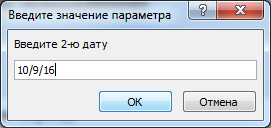 Введите значение параметра
Введите 2-ю дату
10/9/16
OK
Отмена